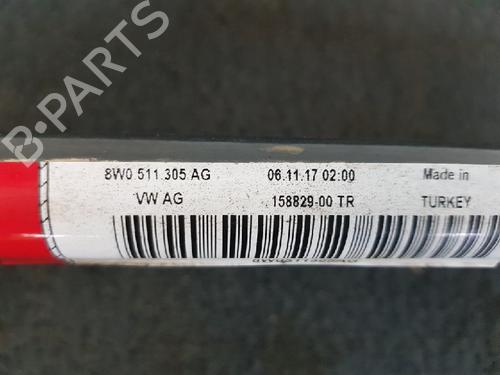 B-PARTS
8W0 511 305 AG 06.11.17 02:00 Made in
VW AG 158829-00 TR TURKEY